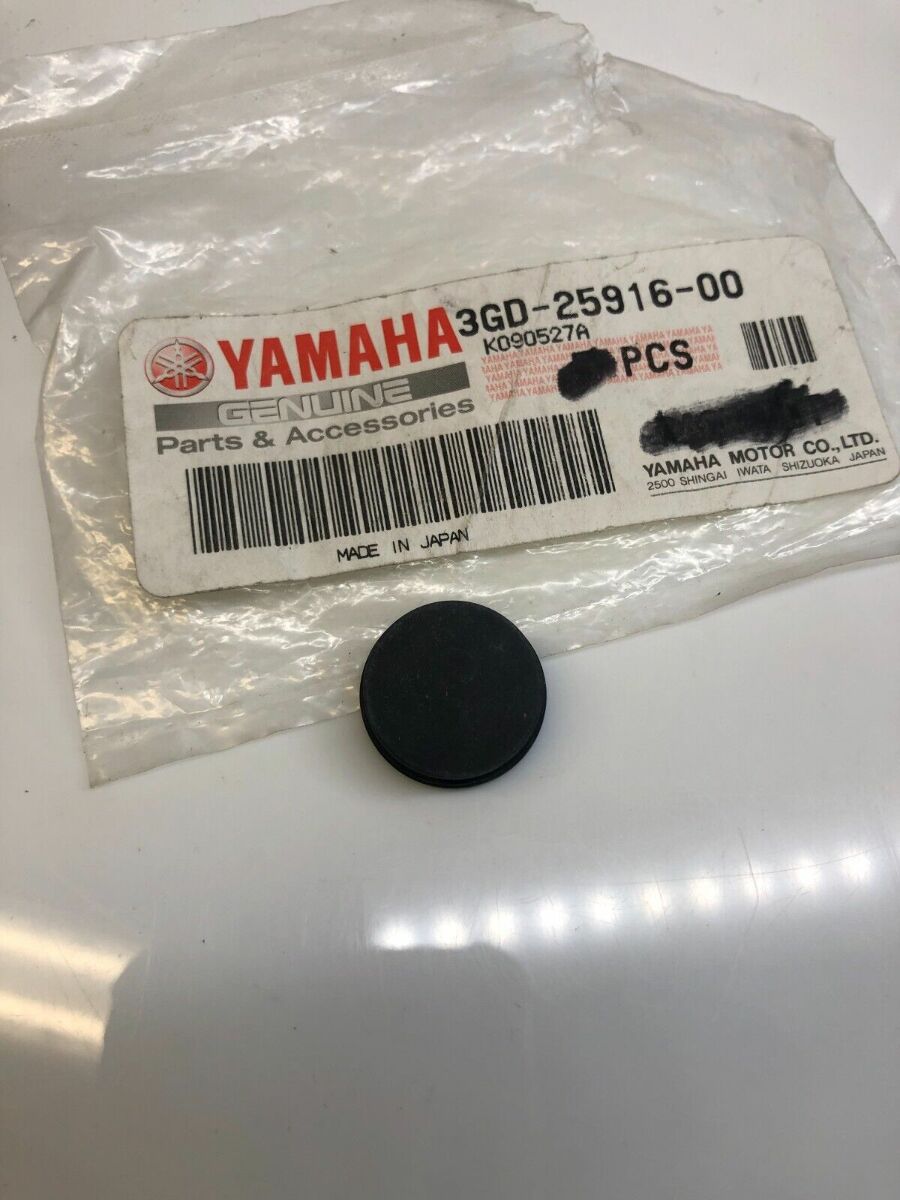 YAMAHA
3GD-25916-00
K090527A
PCS
GENUINE
Parts & Accessories
YAMAHA MOTOR CO.,LTD.
2500 SHINGAI IWATA SHIZUOKA JAPAN
MADE IN JAPAN